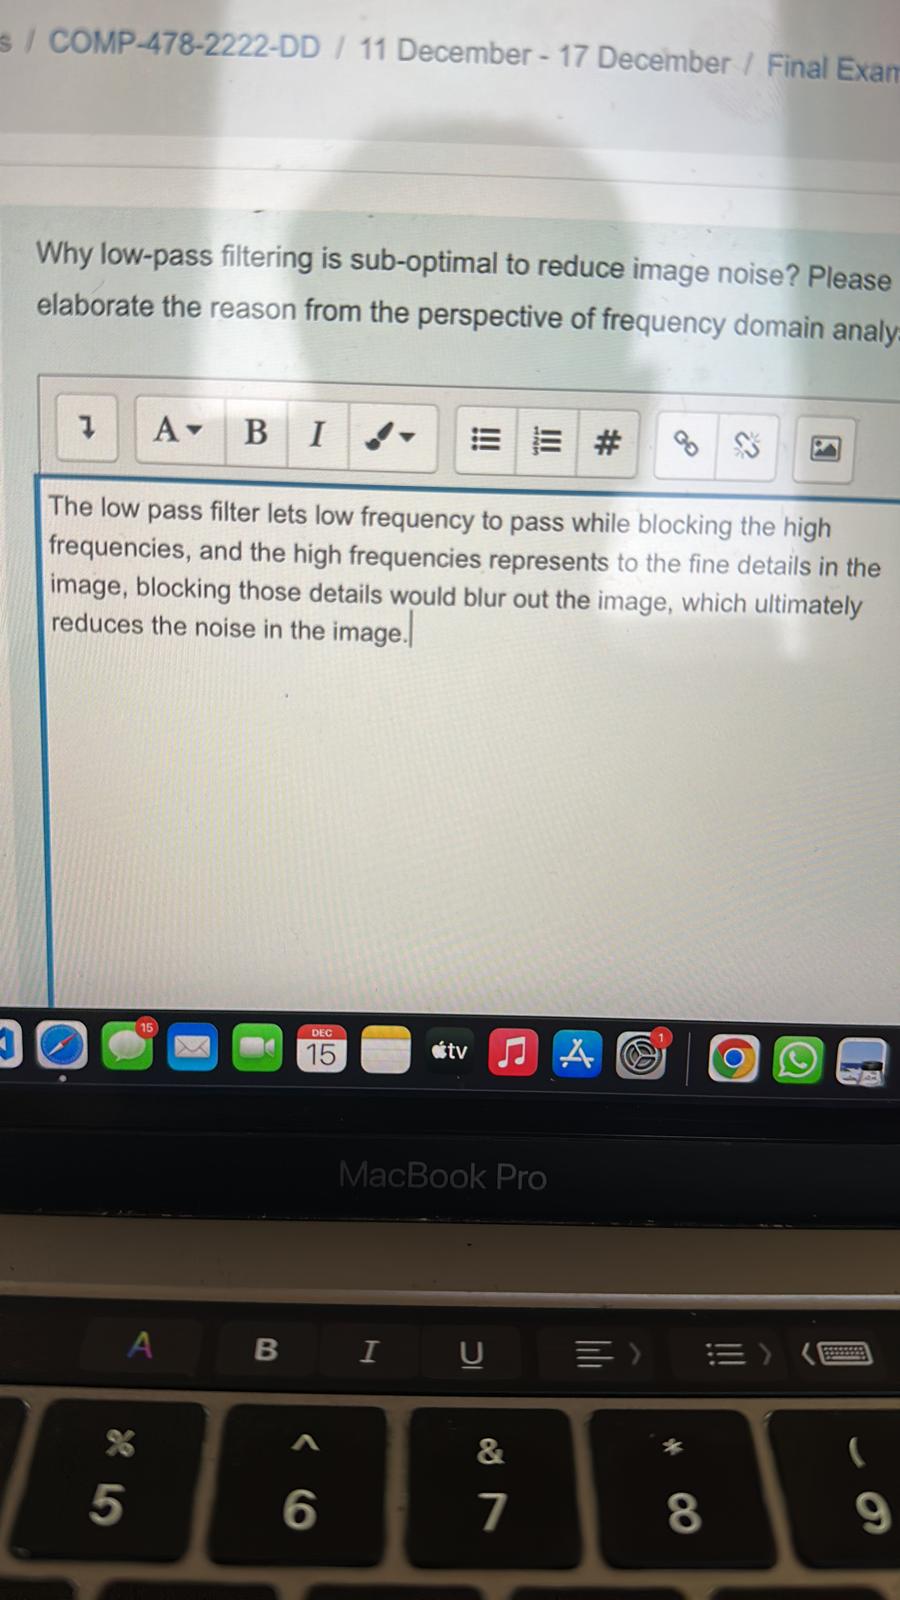 s / COMP-478-2222-DD / 11 December - 17 December / Final Exam
Why low-pass filtering is sub-optimal to reduce image noise? Please
elaborate the reason from the perspective of frequency domain analy
A B I #
The low pass filter lets low frequency to pass while blocking the high
frequencies, and the high frequencies represents to the fine details in the
image, blocking those details would blur out the image, which ultimately
reduces the noise in the image.
15
DEC
15
tv
1
MacBook Pro
A B I U
% ^ & * (
5 6 7 8 9